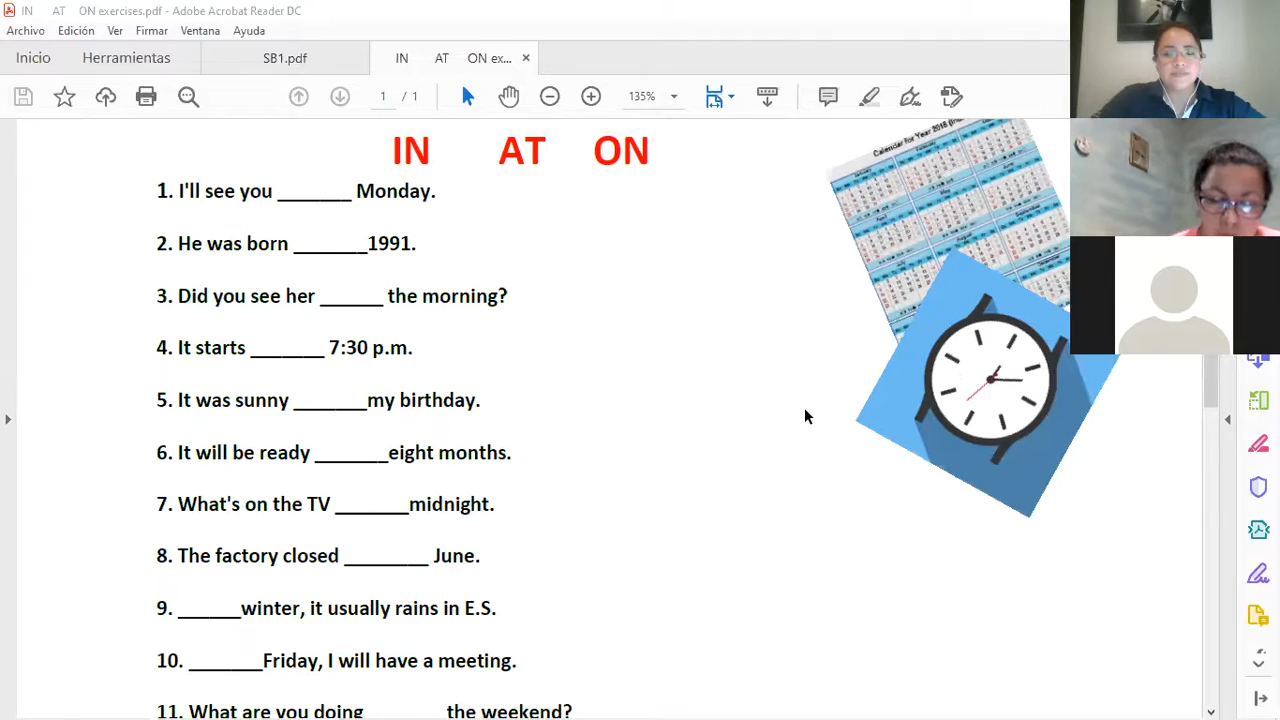 IN AT ON exercises.pdf - Adobe Acrobat Reader DC
Archivo Edición Ver Firmar Ventana Ayuda
Inicio Herramientas SB1.pdf IN AT ON ex... ×
1 / 1 135%
IN AT ON
Calendar for Year 2018
1. I'll see you _______ Monday.
2. He was born _______1991.
3. Did you see her ______ the morning?
4. It starts _______ 7:30 p.m.
5. It was sunny _______my birthday.
6. It will be ready _______eight months.
7. What's on the TV _______midnight.
8. The factory closed ________ June.
9. ______winter, it usually rains in E.S.
10. _______Friday, I will have a meeting.
11. What are you doing _______ the weekend?